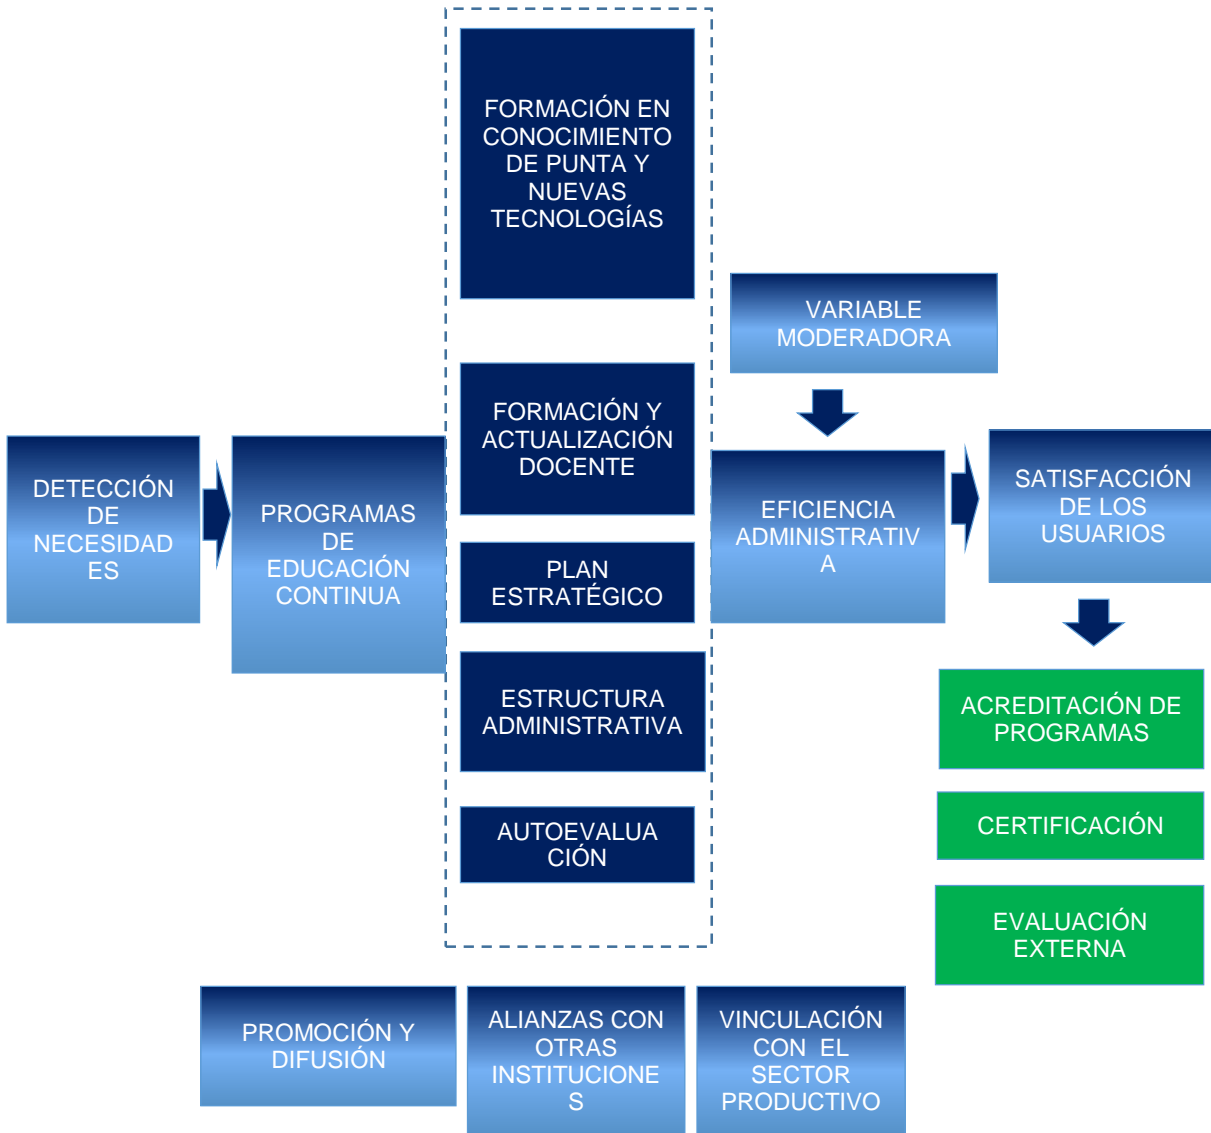 FORMACIÓN EN
CONOCIMIENTO
DE PUNTA Y
NUEVAS
TECNOLOGÍAS
VARIABLE
MODERADORA
FORMACIÓN Y
ACTUALIZACIÓN
DOCENTE
DETECCIÓN
DE
NECESIDAD
ES
PROGRAMAS
DE
EDUCACIÓN
CONTINUA
EFICIENCIA
ADMINISTRATIV
A
SATISFACCIÓN
DE LOS
USUARIOS
PLAN
ESTRATÉGICO
ESTRUCTURA
ADMINISTRATIVA
ACREDITACIÓN DE
PROGRAMAS
AUTOEVALUA
CIÓN
CERTIFICACIÓN
EVALUACIÓN
EXTERNA
PROMOCIÓN Y
DIFUSIÓN
ALIANZAS CON
OTRAS
INSTITUCIONE
S
VINCULACIÓN
CON  EL
SECTOR
PRODUCTIVO